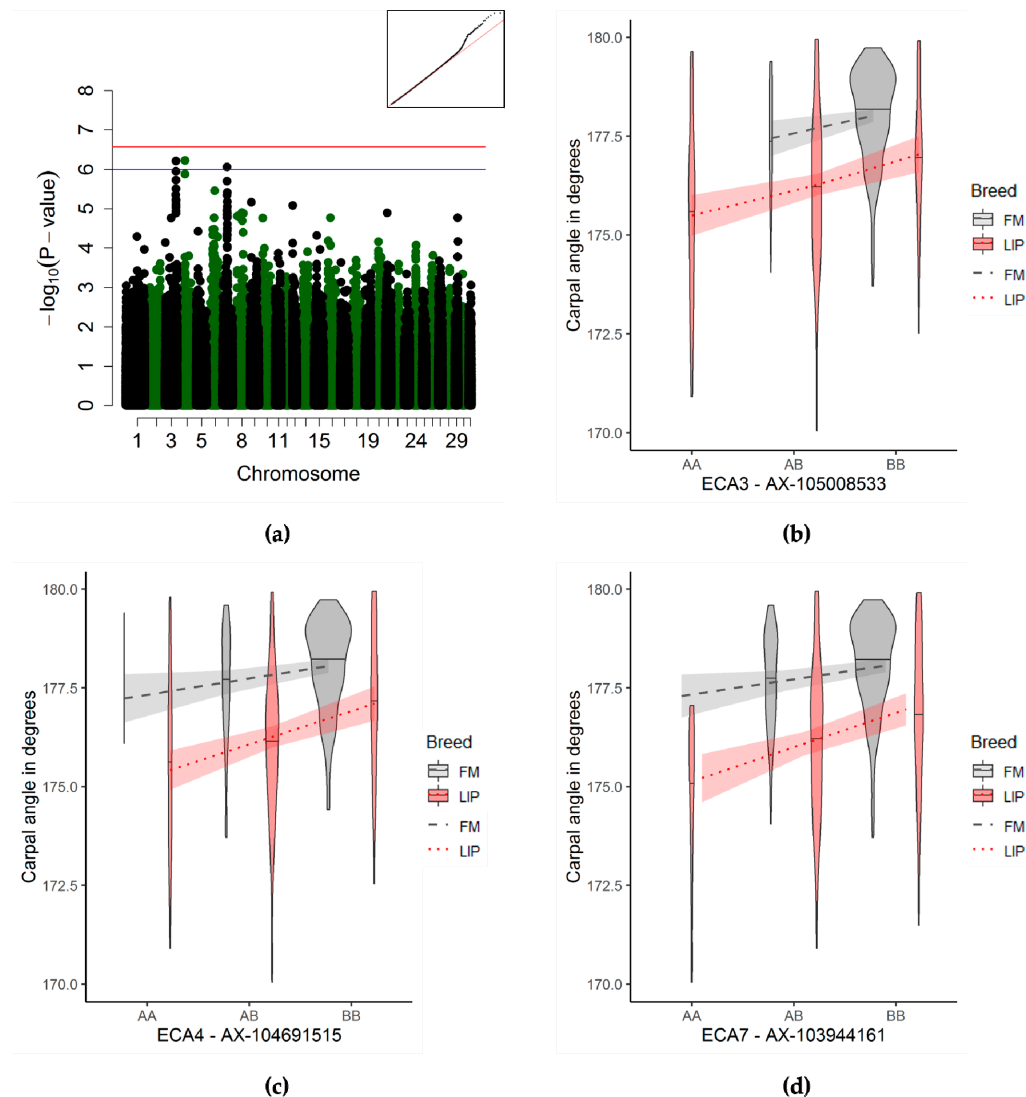 8
7
6
5
4
3
2
1
0
−log10(P−value)
1 3 5 8 11 15 19 24 29
Chromosome
(a)
180.0
177.5
175.0
172.5
170.0
Carpal angle in degrees
AA AB BB
ECA3 - AX-105008533
Breed
FM
LIP
FM
LIP
(b)
180.0
177.5
175.0
172.5
170.0
Carpal angle in degrees
AA AB BB
ECA4 - AX-104691515
Breed
FM
LIP
FM
LIP
(c)
180.0
177.5
175.0
172.5
170.0
Carpal angle in degrees
AA AB BB
ECA7 - AX-103944161
Breed
FM
LIP
FM
LIP
(d)